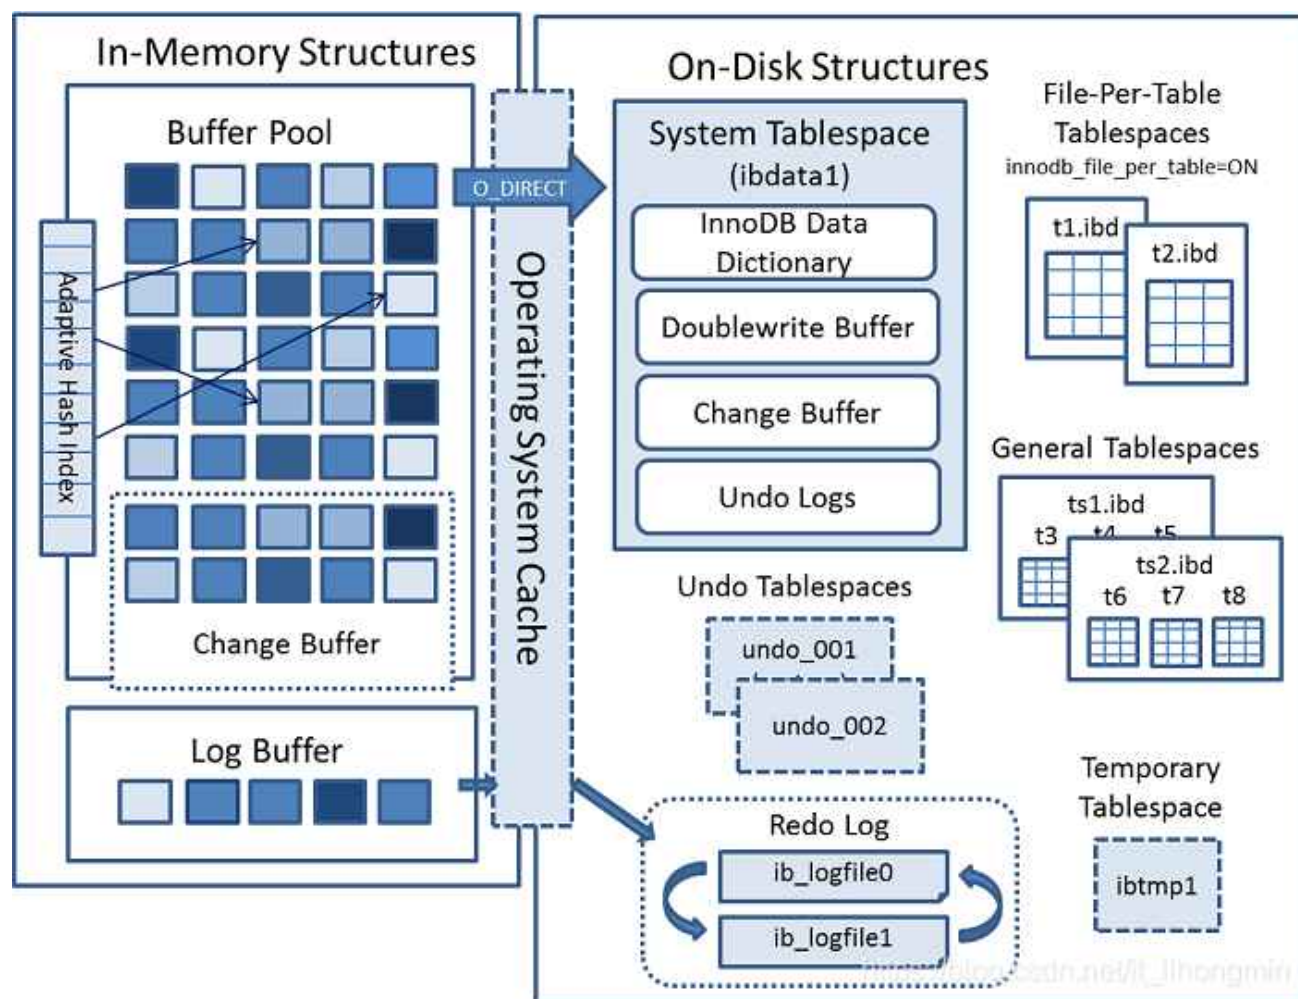 In-Memory Structures
Buffer Pool
Adaptive Hash Index
Change Buffer
Log Buffer
O_DIRECT
Operating System Cache
On-Disk Structures
System Tablespace
(ibdata1)
InnoDB Data
Dictionary
Doublewrite Buffer
Change Buffer
Undo Logs
Undo Tablespaces
undo_001
undo_002
Redo Log
ib_logfile0
ib_logfile1
File-Per-Table
Tablespaces
innodb_file_per_table=ON
t1.ibd
t2.ibd
General Tablespaces
ts1.ibd
t3 t4 t5
ts2.ibd
t6 t7 t8
Temporary
Tablespace
ibtmp1